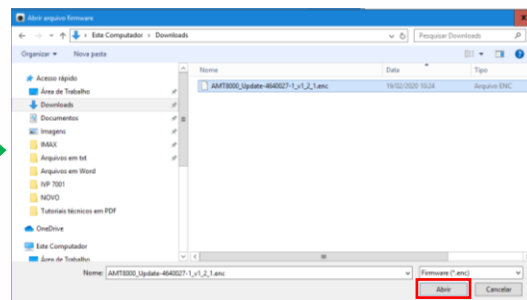 Abrir arquivo firmware
Este Computador > Downloads
Pesquisar Downloads
Organizar
Nova pasta
Nome
Data
Tipo
Acesso rápido
Área de Trabalho
Downloads
Documentos
Imagens
IMAX
Arquivos em txt
Arquivos em Word
IVP 7001
NOVO
Tutoriais técnicos em PDF
OneDrive
Este Computador
Área de Trabalho
AMT8000_Update-4640027-1_v1_2_1.enc
19/02/2020 10:24
Arquivo ENC
Nome: AMT8000_Update-4640027-1_v1_2_1.enc
Firmware (*.enc)
Abrir
Cancelar